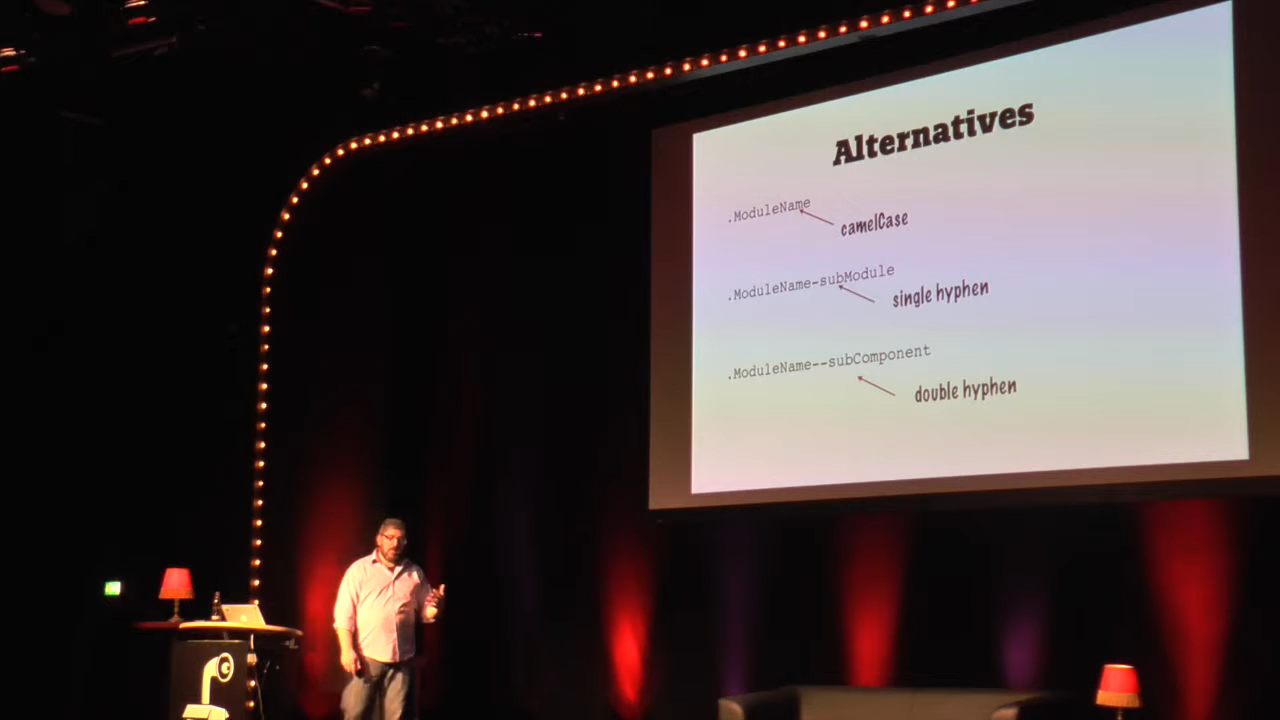 Alternatives
.ModuleName
camelCase
.ModuleName-subModule
single hyphen
.ModuleName--subComponent
double hyphen